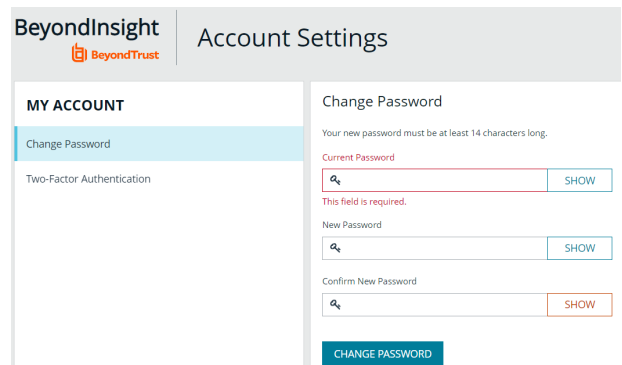 BeyondInsight
BeyondTrust
Account Settings
MY ACCOUNT
Change Password
Two-Factor Authentication
Change Password
Your new password must be at least 14 characters long.
Current Password
SHOW
This field is required.
New Password
SHOW
Confirm New Password
SHOW
CHANGE PASSWORD